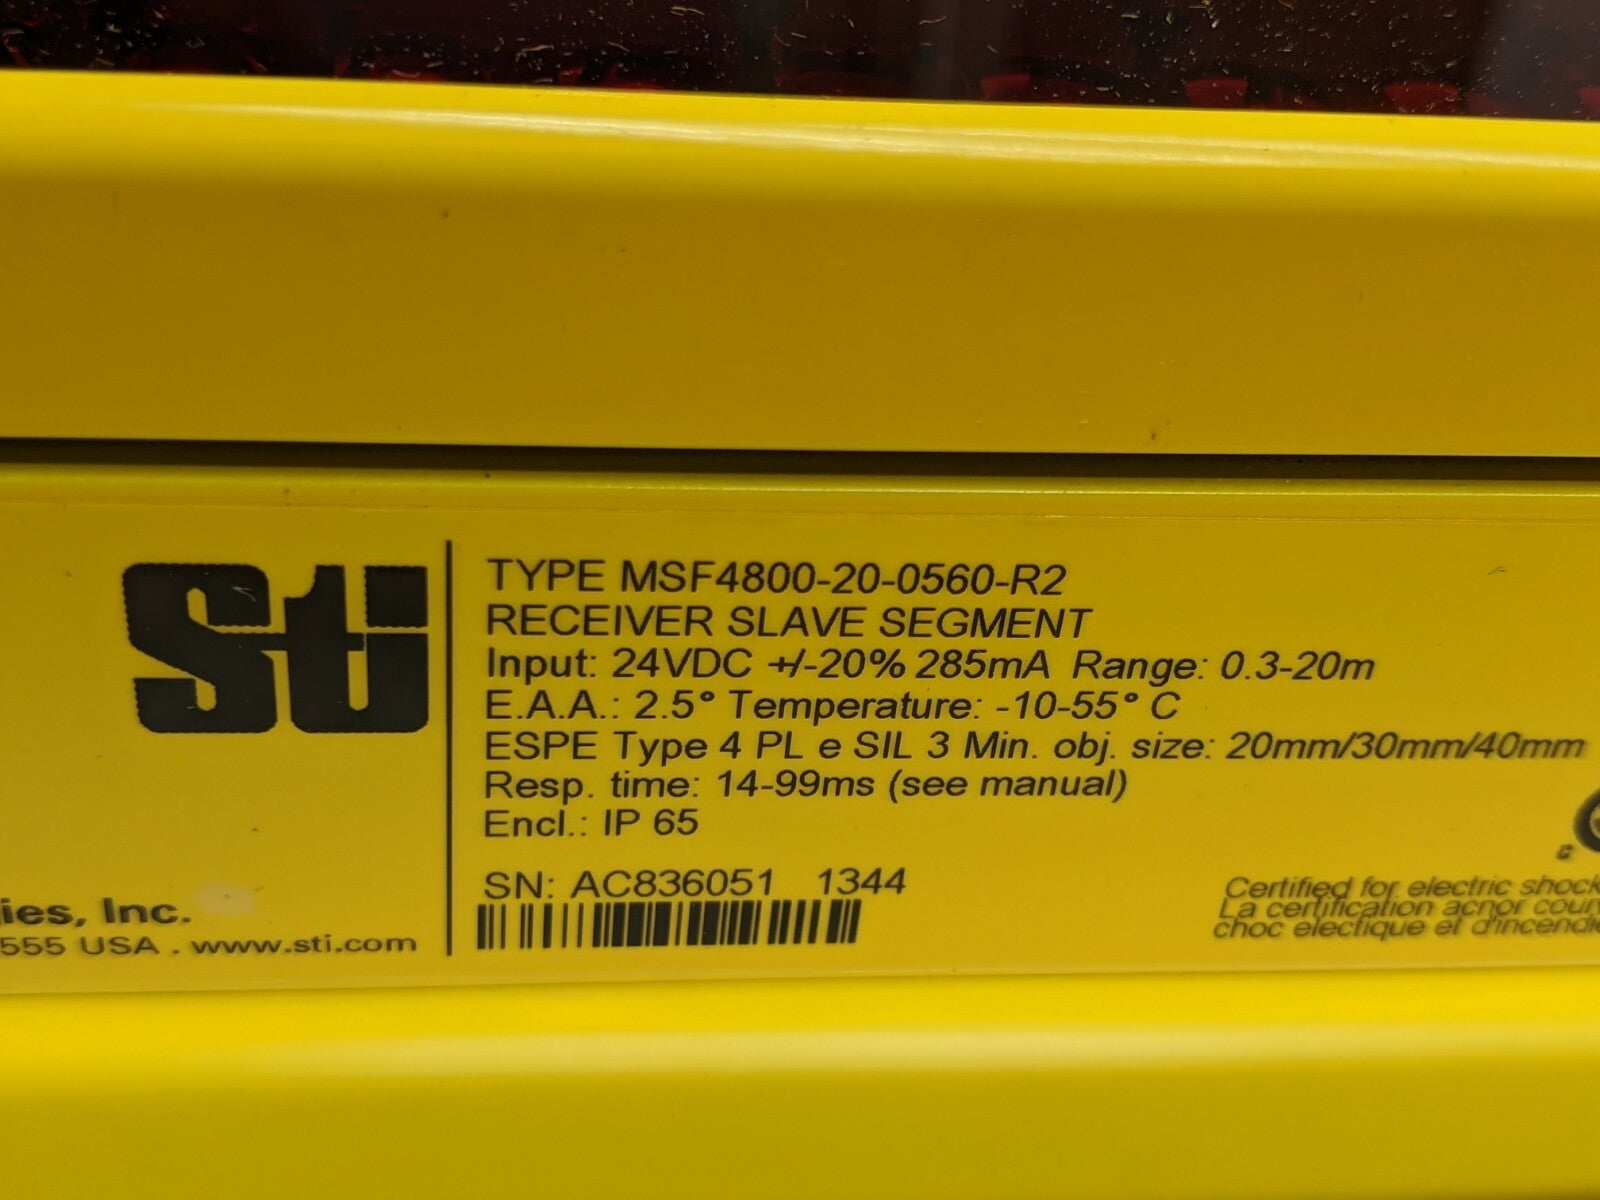 Sti
ies, Inc.
555 USA . www.sti.com
TYPE MSF4800-20-0560-R2
RECEIVER SLAVE SEGMENT
Input: 24VDC +/-20% 285mA Range: 0.3-20m
E.A.A.: 2.5° Temperature: -10-55° C
ESPE Type 4 PL e SIL 3 Min. obj. size: 20mm/30mm/40mm
Resp. time: 14-99ms (see manual)
Encl.: IP 65
SN: AC836051 1344
c
Certified for electric shock
La certification acnor couv
choc electique et d'incendie